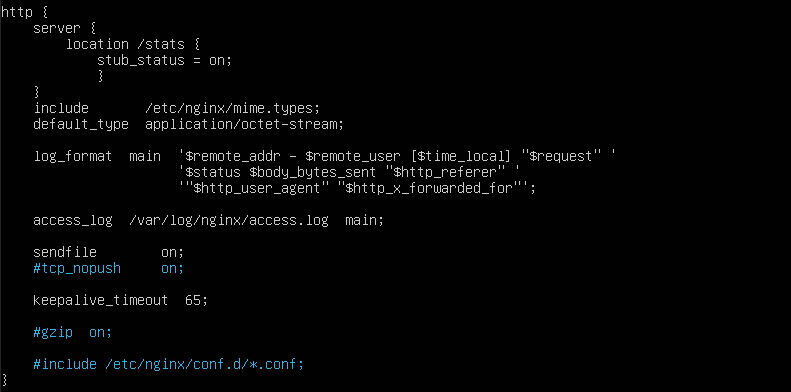 http {
server {
location /stats {
stub_status = on;
}
}
include /etc/nginx/mime.types;
default_type application/octet-stream;
log_format main '$remote_addr - $remote_user [$time_local] "$request" '
'$status $body_bytes_sent "$http_referer" '
'"$http_user_agent" "$http_x_forwarded_for"';
access_log /var/log/nginx/access.log main;
sendfile on;
#tcp_nopush on;
keepalive_timeout 65;
#gzip on;
#include /etc/nginx/conf.d/*.conf;
}